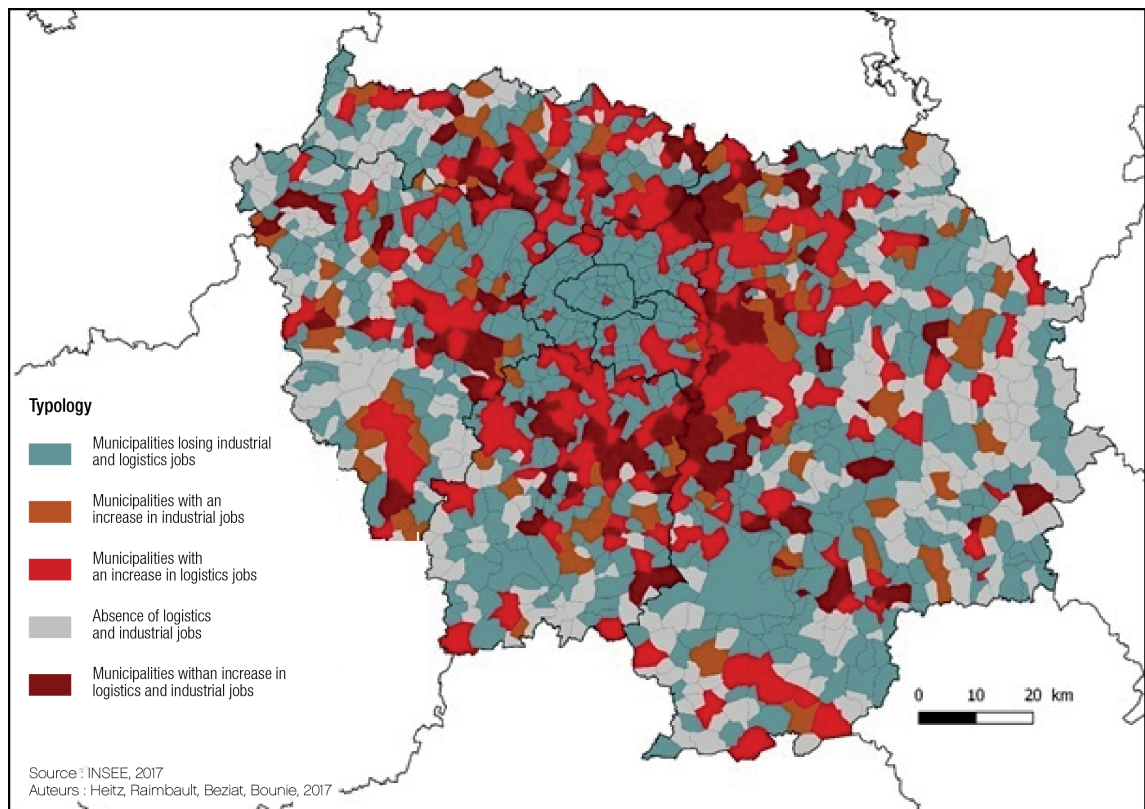 Typology
Municipalities losing industrial
and logistics jobs
Municipalities with an
increase in industrial jobs
Municipalities with
an increase in logistics jobs
Absence of logistics
and industrial jobs
Municipalities withan increase in
logistics and industrial jobs
0 10 20 km
Source : INSEE, 2017
Auteurs : Heitz, Raimbault, Beziat, Bounie, 2017